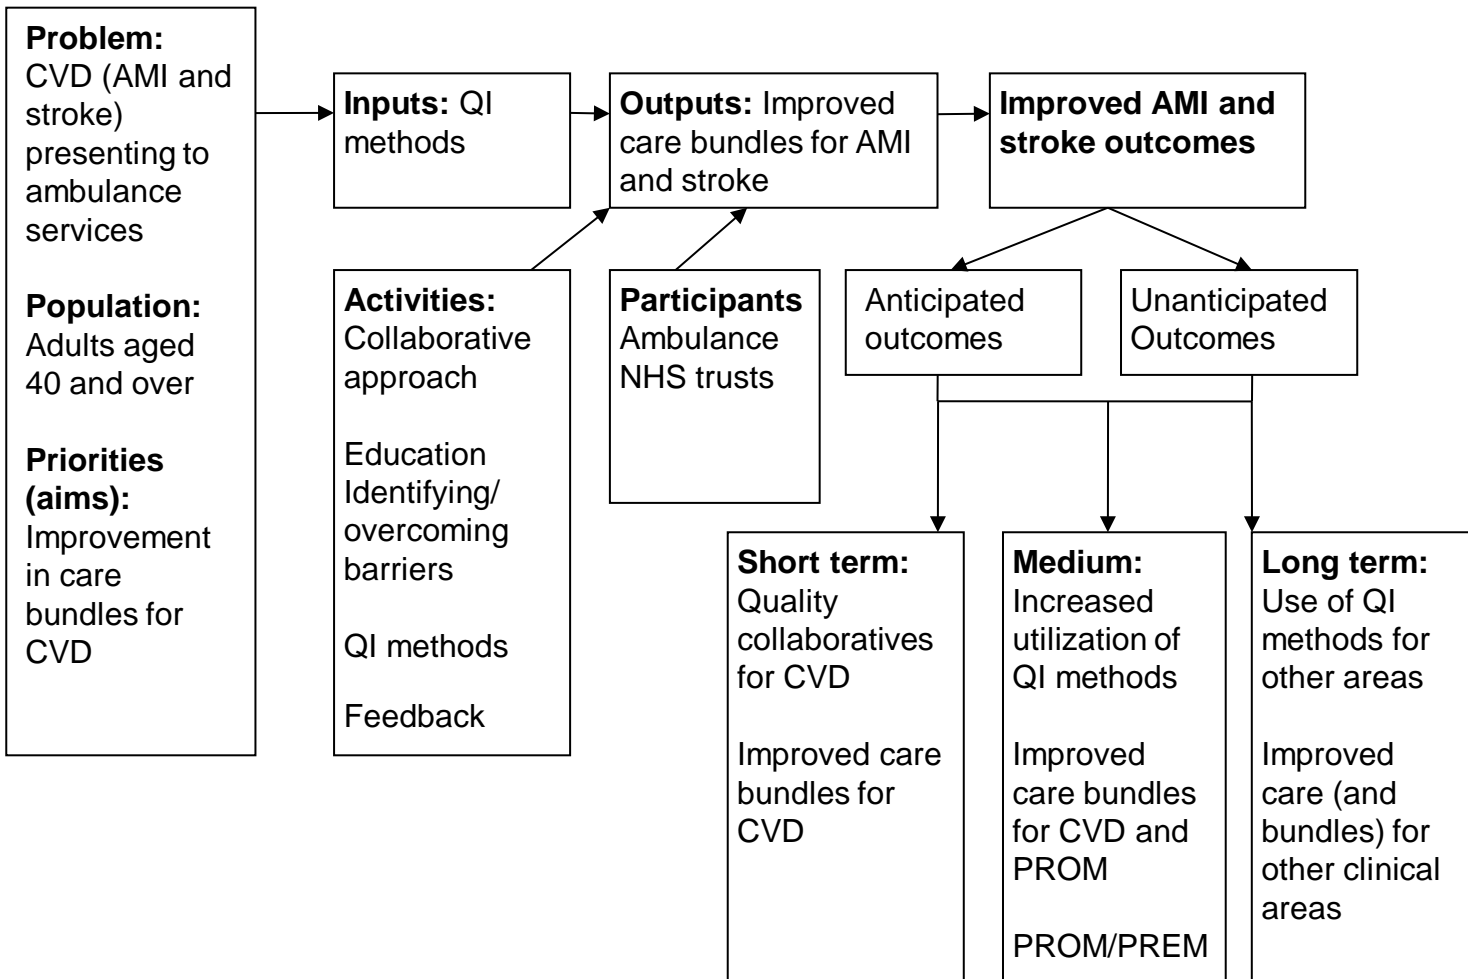 Problem:
CVD (AMI and
stroke)
presenting to
ambulance
services
Population:
Adults aged
40 and over
Priorities
(aims):
Improvement
in care
bundles for
CVD
Inputs: QI
methods
Outputs: Improved
care bundles for AMI
and stroke
Improved AMI and
stroke outcomes
Activities:
Collaborative
approach
Education
Identifying/
overcoming
barriers
QI methods
Feedback
Participants
Ambulance
NHS trusts
Anticipated
outcomes
Unanticipated
Outcomes
Short term:
Quality
collaboratives
for CVD
Improved care
bundles for
CVD
Medium:
Increased
utilization of
QI methods
Improved
care bundles
for CVD and
PROM
PROM/PREM
Long term:
Use of QI
methods for
other areas
Improved
care (and
bundles) for
other clinical
areas